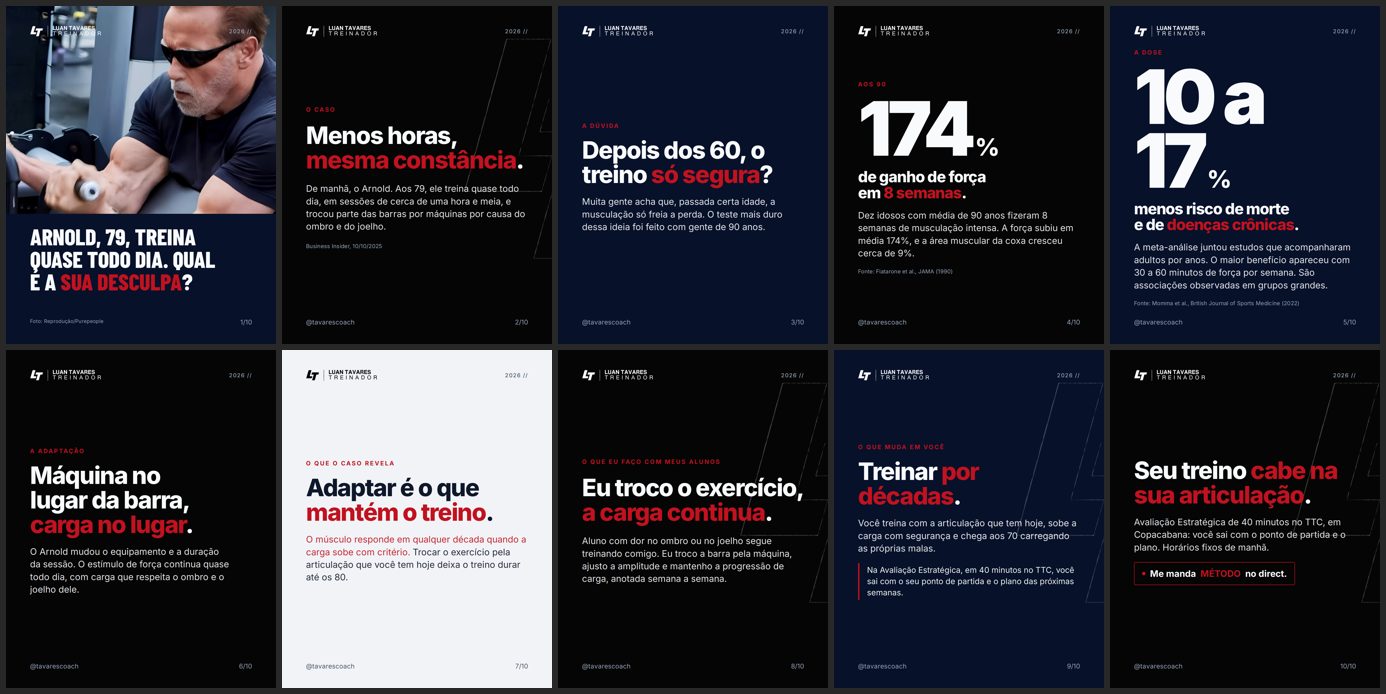 LT LUAN TAVARES
TREINADOR
2026 //
ARNOLD, 79, TREINA
QUASE TODO DIA. QUAL
É A SUA DESCULPA?
Foto: Reprodução/Purepeople
1/10
LT LUAN TAVARES
TREINADOR
2026 //
O CASO
Menos horas,
mesma constância.
De manhã, o Arnold. Aos 79, ele treina quase todo
dia, em sessões de cerca de uma hora e meia, e
trocou parte das barras por máquinas por causa do
ombro e do joelho.
Business Insider, 10/10/2025
@tavarescoach
2/10
LT LUAN TAVARES
TREINADOR
2026 //
A DÚVIDA
Depois dos 60, o
treino só segura?
Muita gente acha que, passada certa idade, a
musculação só freia a perda. O teste mais duro
dessa ideia foi feito com gente de 90 anos.
@tavarescoach
3/10
LT LUAN TAVARES
TREINADOR
2026 //
AOS 90
174%
de ganho de força
em 8 semanas.
Dez idosos com média de 90 anos fizeram 8
semanas de musculação intensa. A força subiu em
média 174%, e a área muscular da coxa cresceu
cerca de 9%.
Fonte: Fiatarone et al., JAMA (1990)
@tavarescoach
4/10
LT LUAN TAVARES
TREINADOR
2026 //
A DOSE
10 a
17%
menos risco de morte
e de doenças crônicas.
A meta-análise juntou estudos que acompanharam
adultos por anos. O maior benefício apareceu com
30 a 60 minutos de força por semana. São
associações observadas em grupos grandes.
Fonte: Momma et al., British Journal of Sports Medicine (2022)
@tavarescoach
5/10
LT LUAN TAVARES
TREINADOR
2026 //
A ADAPTAÇÃO
Máquina no
lugar da barra,
carga no lugar.
O Arnold mudou o equipamento e a duração
da sessão. O estímulo de força continua quase
todo dia, com carga que respeita o ombro e o
joelho dele.
@tavarescoach
6/10
LT LUAN TAVARES
TREINADOR
2026 //
O QUE O CASO REVELA
Adaptar é o que
mantém o treino.
O músculo responde em qualquer década quando a
carga sobe com critério. Trocar o exercício pela
articulação que você tem hoje deixa o treino durar
até os 80.
@tavarescoach
7/10
LT LUAN TAVARES
TREINADOR
2026 //
O QUE EU FAÇO COM MEUS ALUNOS
Eu troco o exercício,
a carga continua.
Aluno com dor no ombro ou no joelho segue
treinando comigo. Eu troco a barra pela máquina,
ajusto a amplitude e mantenho a progressão de
carga, anotada semana a semana.
@tavarescoach
8/10
LT LUAN TAVARES
TREINADOR
2026 //
O QUE MUDA EM VOCÊ
Treinar por
décadas.
Você treina com a articulação que tem hoje, sobe a
carga com segurança e chega aos 70 carregando
as próprias malas.
Na Avaliação Estratégica, em 40 minutos no TTC, você
sai com o seu ponto de partida e o plano das próximas
semanas.
@tavarescoach
9/10
LT LUAN TAVARES
TREINADOR
2026 //
Seu treino cabe na
sua articulação.
Avaliação Estratégica de 40 minutos no TTC, em
Copacabana: você sai com o ponto de partida e o
plano. Horários fixos de manhã.
• Me manda MÉTODO no direct.
@tavarescoach
10/10